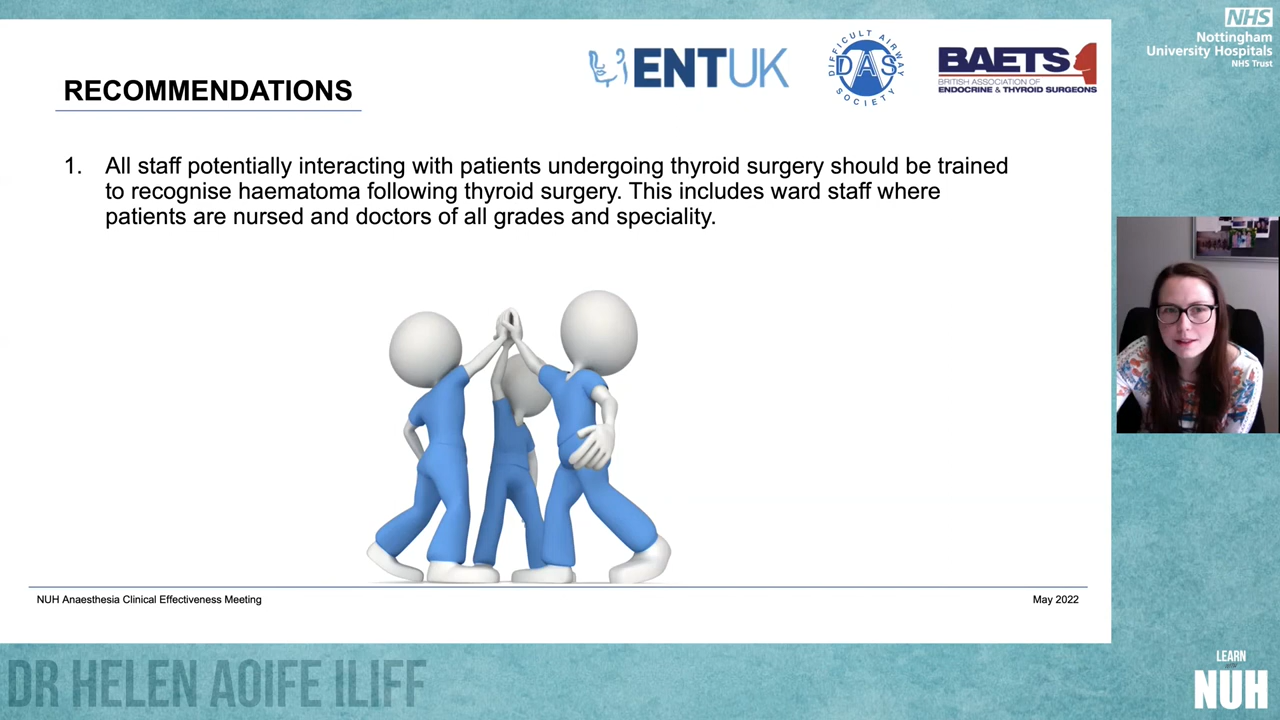 NHS
Nottingham
University Hospitals
NHS Trust
ENTUK
DIFFICULT AIRWAY
DAS
SOCIETY
BAETS
BRITISH ASSOCIATION OF
ENDOCRINE & THYROID SURGEONS
RECOMMENDATIONS
1. All staff potentially interacting with patients undergoing thyroid surgery should be trained
to recognise haematoma following thyroid surgery. This includes ward staff where
patients are nursed and doctors of all grades and speciality.
NUH Anaesthesia Clinical Effectiveness Meeting
May 2022
DR HELEN AOIFE ILIFF
LEARN
NUH